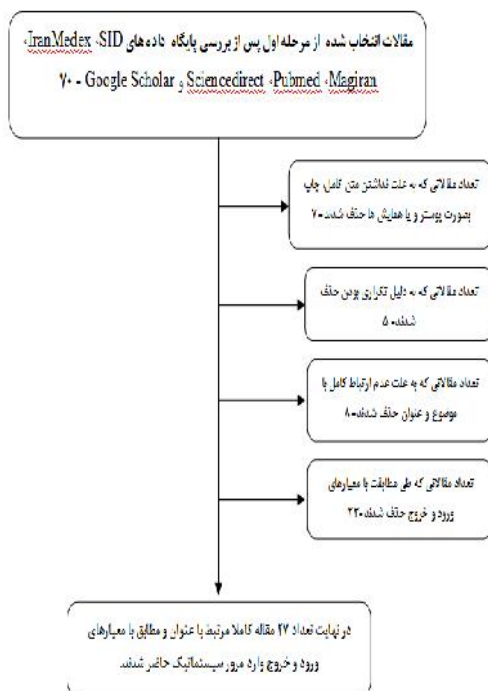 مقالات انتخاب شده از مرحله اول پس از بررسی پایگاه داده های SID، IranMedex،
Magiran، Pubmed، Sciencedirect و Google Scholar - ۷۰
تعداد مقالاتی که به علت نداشتن متن کامل، چاپ
بصورت پوستر و یا همایش ها حذف شدند-۷
تعداد مقالاتی که به دلیل تکراری بودن حذف
شدند-۵
تعداد مقالاتی که به علت عدم ارتباط کامل با
موضوع و عنوان حذف شدند-۸
تعداد مقالاتی که طی مطابقت با معیارهای
ورود و خروج حذف شدند-۲۳
در نهایت تعداد ۲۷ مقاله کاملا مرتبط با عنوان و مطابق با معیارهای
ورود و خروج وارد مرور سیستماتیک حاضر شدند.